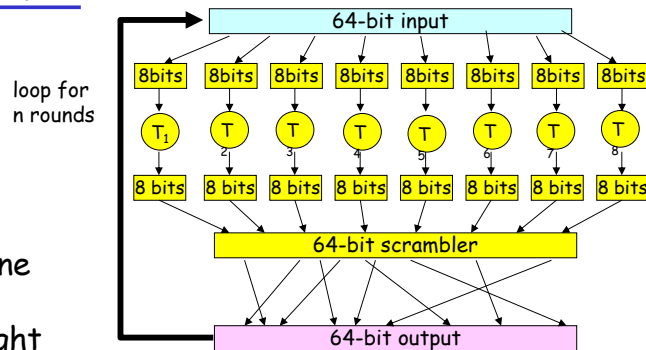 64-bit input
8bits 8bits 8bits 8bits 8bits 8bits 8bits 8bits
loop for
n rounds
T1 T2 T3 T4 T5 T6 T7 T8
8 bits 8 bits 8 bits 8 bits 8 bits 8 bits 8 bits 8 bits
64-bit scrambler
64-bit output